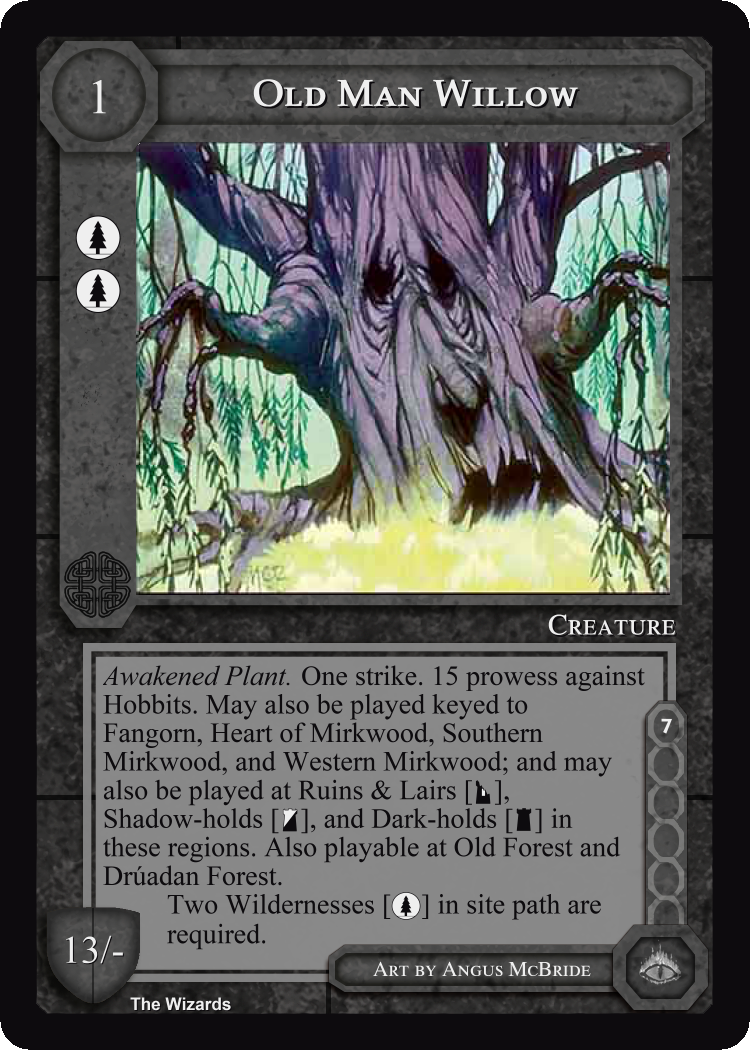 1
Old Man Willow
MCB
Creature
Awakened Plant. One strike. 15 prowess against
Hobbits. May also be played keyed to
Fangorn, Heart of Mirkwood, Southern
Mirkwood, and Western Mirkwood; and may
also be played at Ruins & Lairs [ ],
Shadow-holds [ ], and Dark-holds [ ] in
these regions. Also playable at Old Forest and
Drúadan Forest.
Two Wildernesses [ ] in site path are
required.
7
13/-
Art by Angus McBride
The Wizards